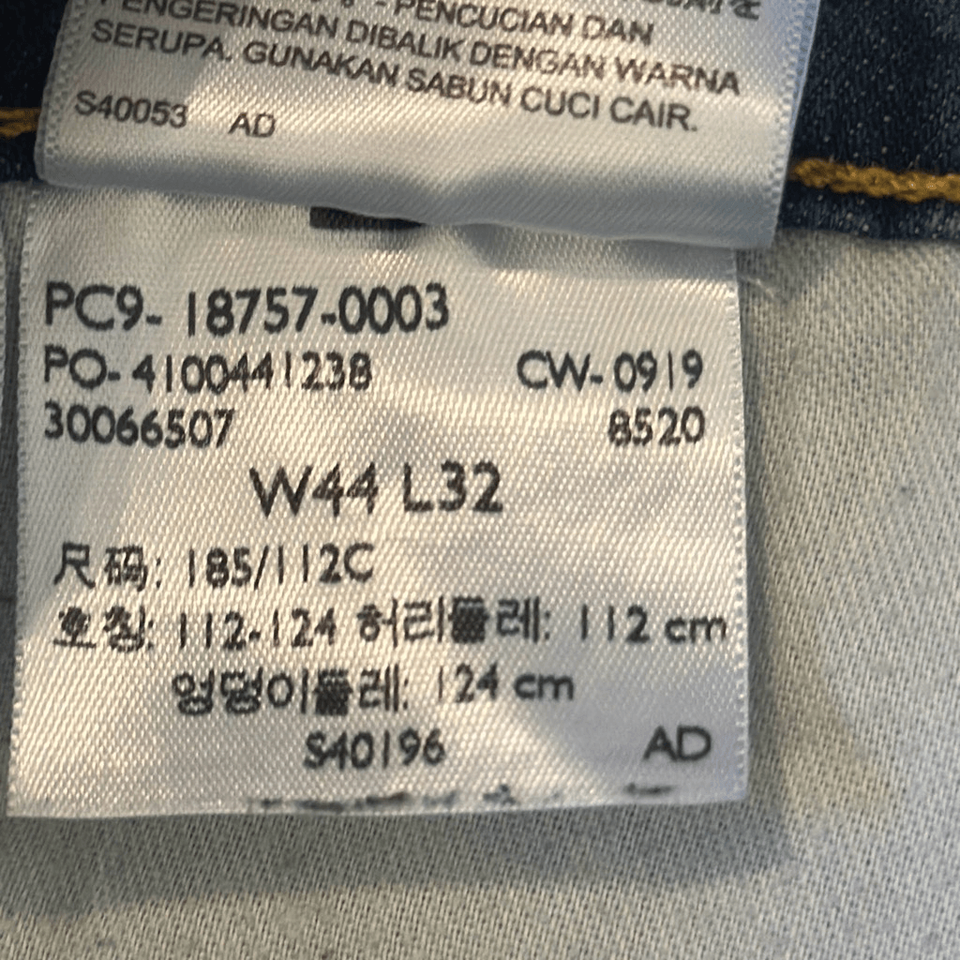 PENCUCIAN DAN
PENGERINGAN DIBALIK DENGAN WARNA
SERUPA. GUNAKAN SABUN CUCI CAIR.
S40053 AD
PC9- 18757-0003
PO- 4100441238 CW- 0919
30066507 8520
W44 L32
尺码: 185/112C
호칭: 112-124 허리둘레: 112 cm
엉덩이둘레: 124 cm
S40196 AD